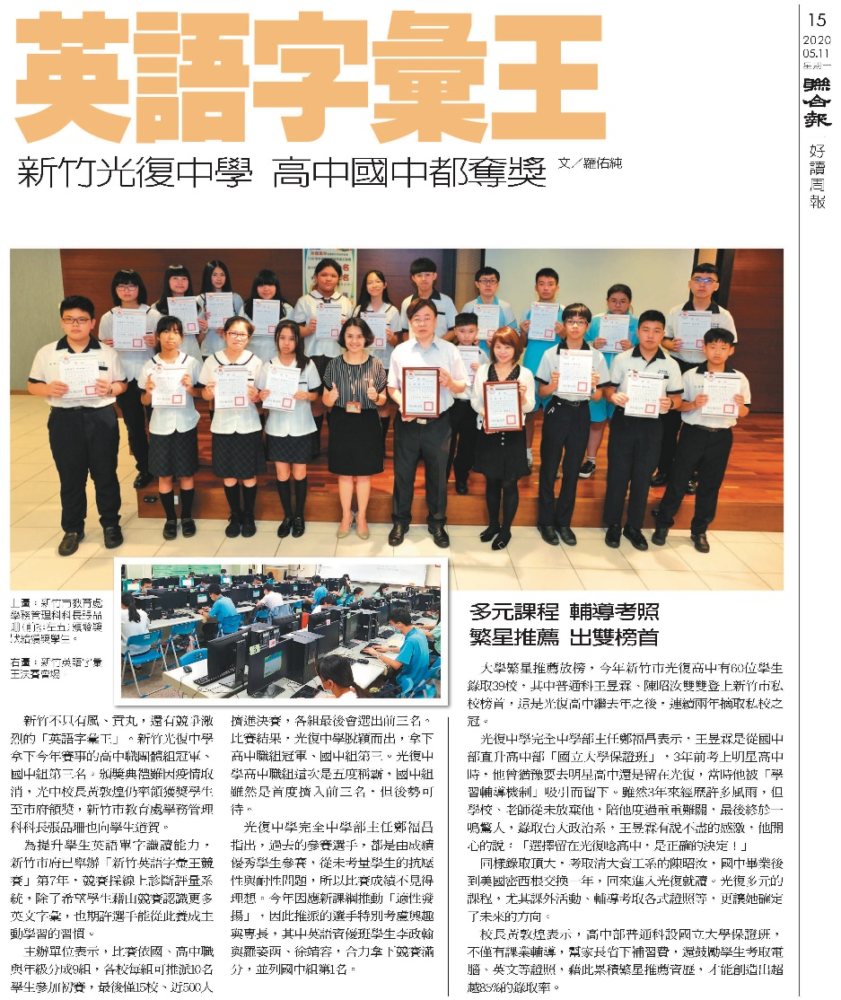 英語字彙王
新竹光復中學 高中國中都奪獎 文／羅佑純
15
2020
05.11
星期一
聯合報
好讀周報
上圖：新竹市教育處
學務管理科科長張品
珊(前排左五)頒發獎
狀給獲獎學生。
右圖：新竹英語字彙
王決賽會場。
新竹不只有風、貢丸，還有競爭激
烈的「英語字彙王」。新竹光復中學
拿下今年賽事的高中職團體組冠軍、
國中組第三名。頒獎典禮雖因疫情取
消，光中校長黃敦煌仍率領獲獎學生
至市府領獎，新竹市教育處學務管理
科科長張品珊也向學生道賀。
為提升學生英語單字識讀能力，
新竹市府已舉辦「新竹英語字彙王競
賽」第7年，競賽採線上診斷評量系
統，除了希望學生藉由競賽認識更多
英文字彙，也期許選手能從此養成主
動學習的習慣。
主辦單位表示，比賽依國、高中職
與年級分成9組，各校每組可推派10名
學生參加初賽，最後僅15校、近500人
擠進決賽，各組最後會選出前三名。
比賽結果，光復中學脫穎而出，拿下
高中職組冠軍、國中組第三。光復中
學高中職組這次是五度稱霸，國中組
雖然是首度擠入前三名，但後勢可
待。
光復中學完全中學部主任鄭福昌
指出，過去的參賽選手，都是由成績
優秀學生參賽，從未考量學生的抗壓
性與耐性問題，所以比賽成績不見得
理想。今年因應新課綱推動「適性發
揚」，因此推派的選手特別考慮興趣
與專長，其中英語資優班學生李政翰
與羅姿函、徐靖容，合力拿下競賽滿
分，並列國中組第1名。
多元課程 輔導考照
繁星推薦 出雙榜首
大學繁星推薦放榜，今年新竹市光復高中有60位學生
錄取39校，其中普通科王昱霖、陳昭汝雙雙登上新竹市私
校榜首，這是光復高中繼去年之後，連續兩年摘取私校之
冠。
光復中學完全中學部主任鄭福昌表示，王昱霖是從國中
部直升高中部「國立大學保證班」，3年前考上明星高中
時，他曾猶豫要去明星高中還是留在光復，當時他被「學
習輔導機制」吸引而留下。雖然3年來經歷許多風雨，但
學校、老師從未放棄他，陪他度過重重難關，最後終於一
鳴驚人，錄取台大政治系，王昱霖有說不盡的感激，他開
心的說：「選擇留在光復唸高中，是正確的決定！」
同樣錄取頂大，考取清大資工系的陳昭汝，國中畢業後
到美國密西根交換一年，回來進入光復就讀。光復多元的
課程，尤其課外活動、輔導考取各式證照等，更讓她確定
了未來的方向。
校長黃敦煌表示，高中部普通科設國立大學保證班，
不僅有課業輔導，幫家長省下補習費，還鼓勵學生考取電
腦、英文等證照，藉此累積繁星推薦資歷，才能創造出超
越85%的錄取率。